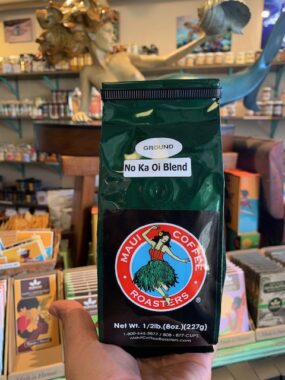 GROUND
No Ka Oi Blend
MAUI COFFEE
ROASTERS
®
Net Wt. 1/2lb.(8oz.)(227g)